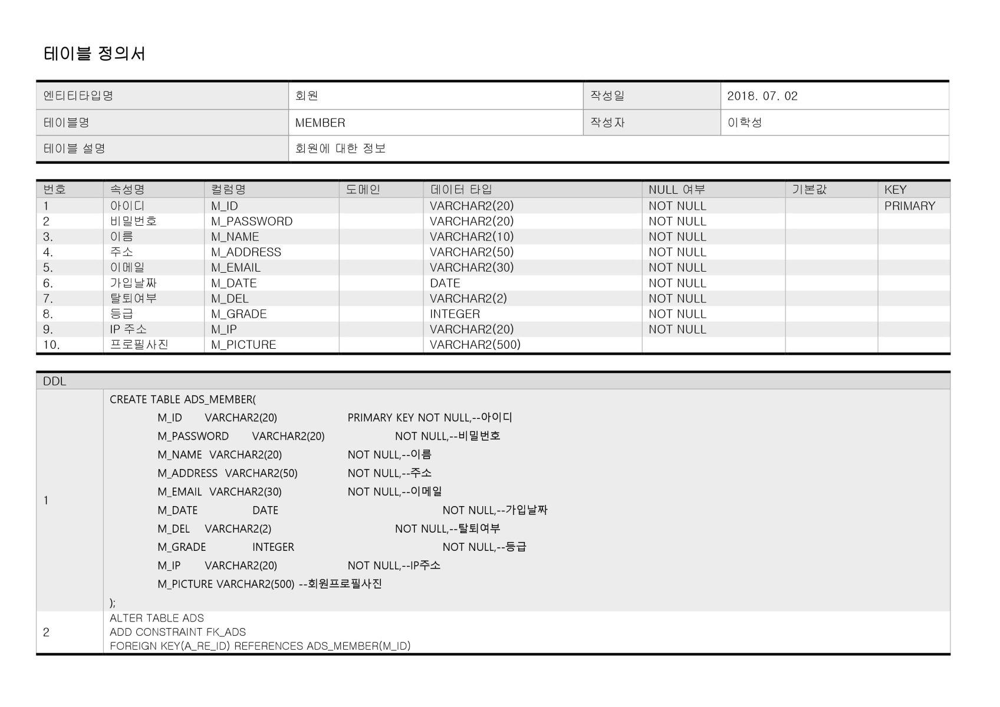 테이블 정의서
엔티티타입명 회원 작성일 2018. 07. 02
테이블명 MEMBER 작성자 이학성
테이블 설명 회원에 대한 정보
번호 속성명 컬럼명 도메인 데이터 타입 NULL 여부 기본값 KEY
1 아이디 M_ID VARCHAR2(20) NOT NULL PRIMARY
2 비밀번호 M_PASSWORD VARCHAR2(20) NOT NULL
3. 이름 M_NAME VARCHAR2(10) NOT NULL
4. 주소 M_ADDRESS VARCHAR2(50) NOT NULL
5. 이메일 M_EMAIL VARCHAR2(30) NOT NULL
6. 가입날짜 M_DATE DATE NOT NULL
7. 탈퇴여부 M_DEL VARCHAR2(2) NOT NULL
8. 등급 M_GRADE INTEGER NOT NULL
9. IP 주소 M_IP VARCHAR2(20) NOT NULL
10. 프로필사진 M_PICTURE VARCHAR2(500)
DDL
1
CREATE TABLE ADS_MEMBER(
M_ID VARCHAR2(20) PRIMARY KEY NOT NULL,--아이디
M_PASSWORD VARCHAR2(20) NOT NULL,--비밀번호
M_NAME VARCHAR2(20) NOT NULL,--이름
M_ADDRESS VARCHAR2(50) NOT NULL,--주소
M_EMAIL VARCHAR2(30) NOT NULL,--이메일
M_DATE DATE NOT NULL,--가입날짜
M_DEL VARCHAR2(2) NOT NULL,--탈퇴여부
M_GRADE INTEGER NOT NULL,--등급
M_IP VARCHAR2(20) NOT NULL,--IP주소
M_PICTURE VARCHAR2(500) --회원프로필사진
);
2
ALTER TABLE ADS
ADD CONSTRAINT FK_ADS
FOREIGN KEY(A_RE_ID) REFERENCES ADS_MEMBER(M_ID)